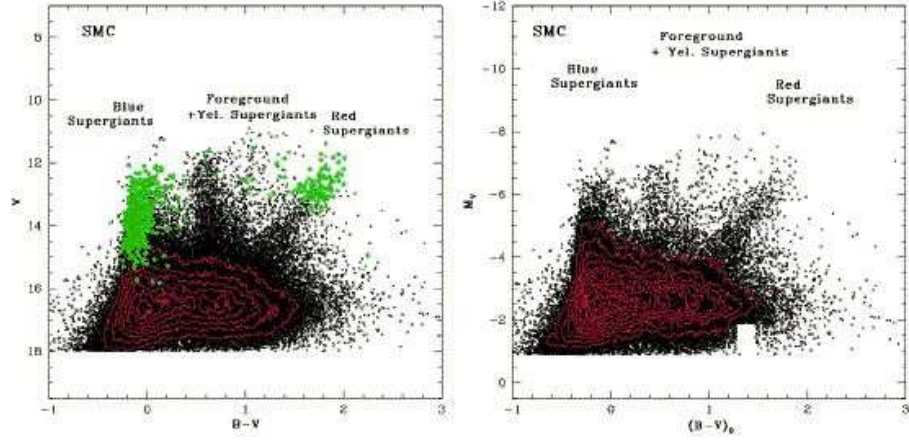 SMC
Blue
Supergiants
Foreground
+Yel. Supergiants
Red
Supergiants
V
B-V
6
8
10
12
14
16
18
-1
0
1
2
3
SMC
Foreground
+ Yel. Supergiants
Blue
Supergiants
Red
Supergiants
M_V
(B-V)_0
-12
-10
-8
-6
-4
-2
0
-1
0
1
2
3